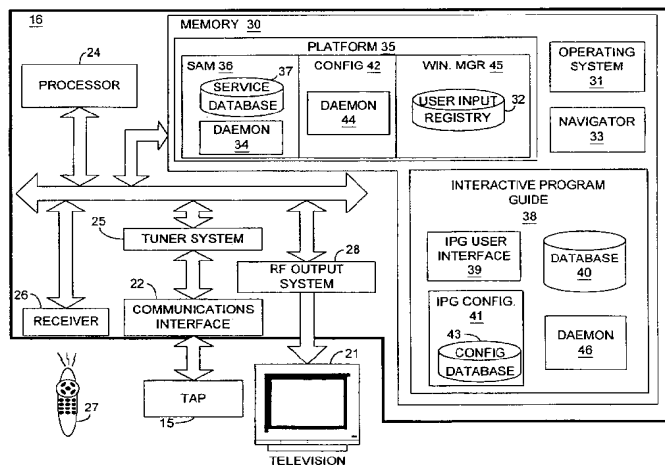 16
24
PROCESSOR
MEMORY 30
PLATFORM 35
SAM 36
37
SERVICE
DATABASE
DAEMON
34
CONFIG 42
DAEMON
44
WIN. MGR 45
USER INPUT
REGISTRY
32
OPERATING
SYSTEM
31
NAVIGATOR
33
INTERACTIVE PROGRAM
GUIDE
38
IPG USER
INTERFACE
39
DATABASE
40
IPG CONFIG.
41
43
CONFIG
DATABASE
DAEMON
46
25
TUNER SYSTEM
28
RF OUTPUT
SYSTEM
22
COMMUNICATIONS
INTERFACE
26
RECEIVER
27
TAP
15
21
TELEVISION